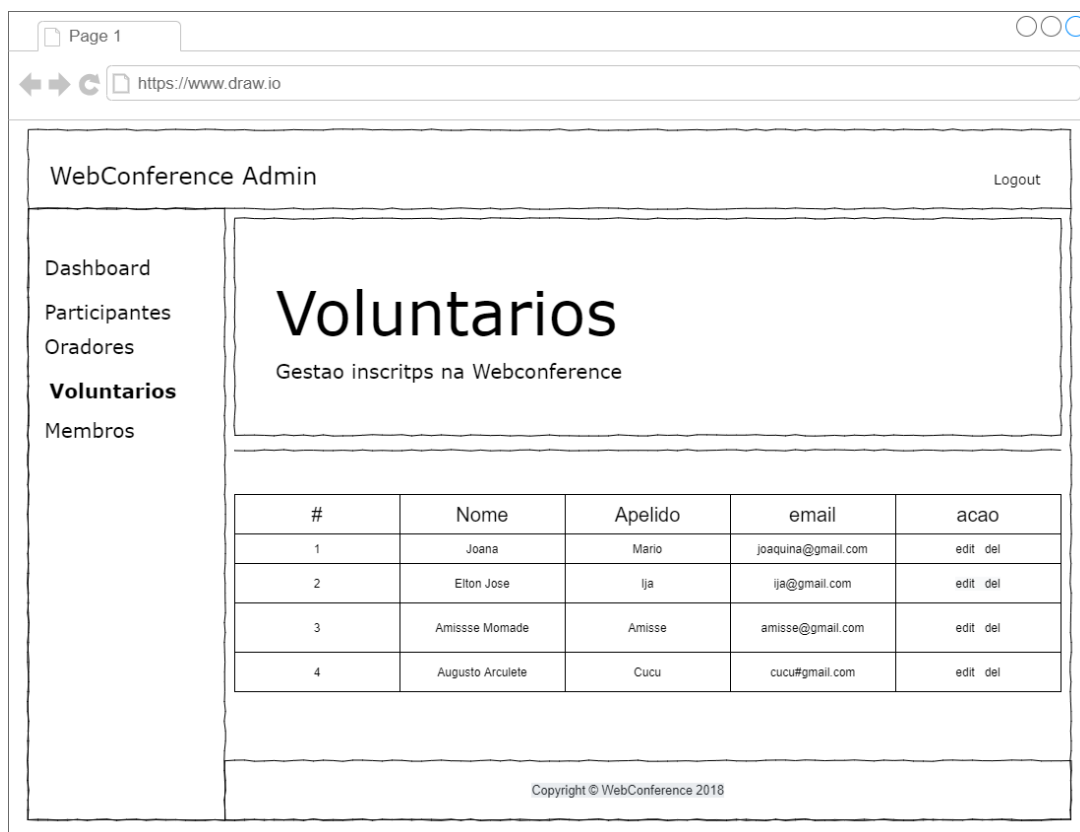 Page 1
https://www.draw.io
WebConference Admin
Logout
Dashboard
Participantes
Oradores
Voluntarios
Membros
Voluntarios
Gestao inscritps na Webconference
# Nome Apelido email acao
1 Joana Mario joaquina@gmail.com edit del
2 Elton Jose Ija ija@gmail.com edit del
3 Amissse Momade Amisse amisse@gmail.com edit del
4 Augusto Arculete Cucu cucu#gmail.com edit del
Copyright © WebConference 2018